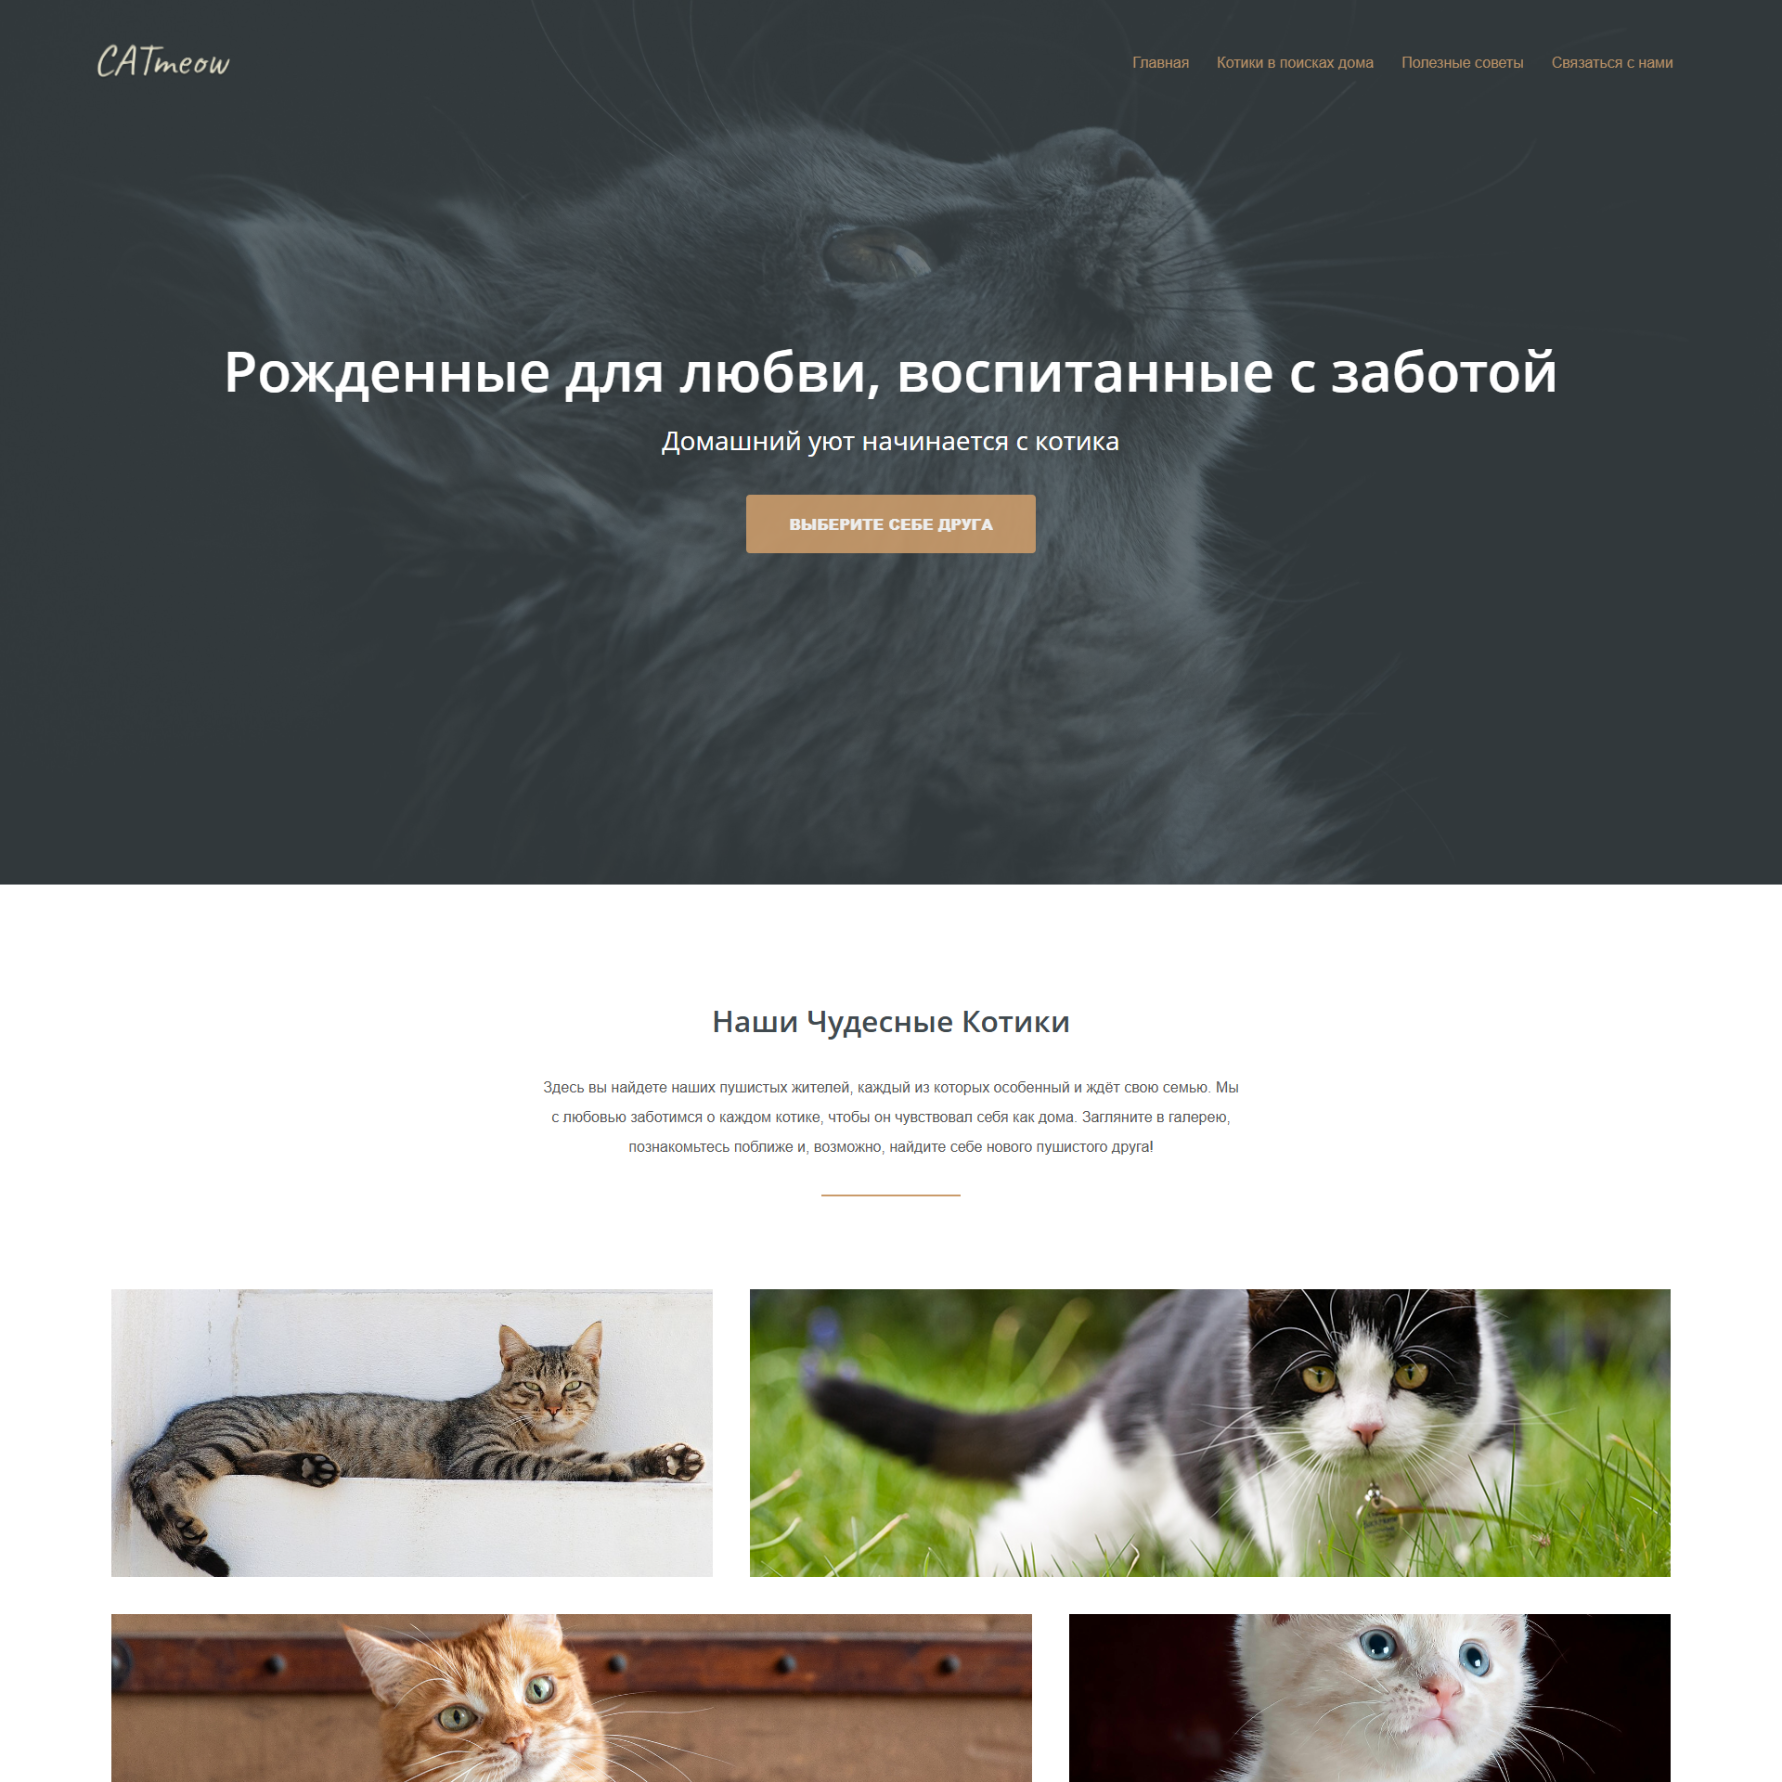 CATmeow
Главная Котики в поисках дома Полезные советы Связаться с нами
Рожденные для любви, воспитанные с заботой
Домашний уют начинается с котика
ВЫБЕРИТЕ СЕБЕ ДРУГА
Наши Чудесные Котики
Здесь вы найдете наших пушистых жителей, каждый из которых особенный и ждёт свою семью. Мы
с любовью заботимся о каждом котике, чтобы он чувствовал себя как дома. Загляните в галерею,
познакомьтесь поближе и, возможно, найдите себе нового пушистого друга!